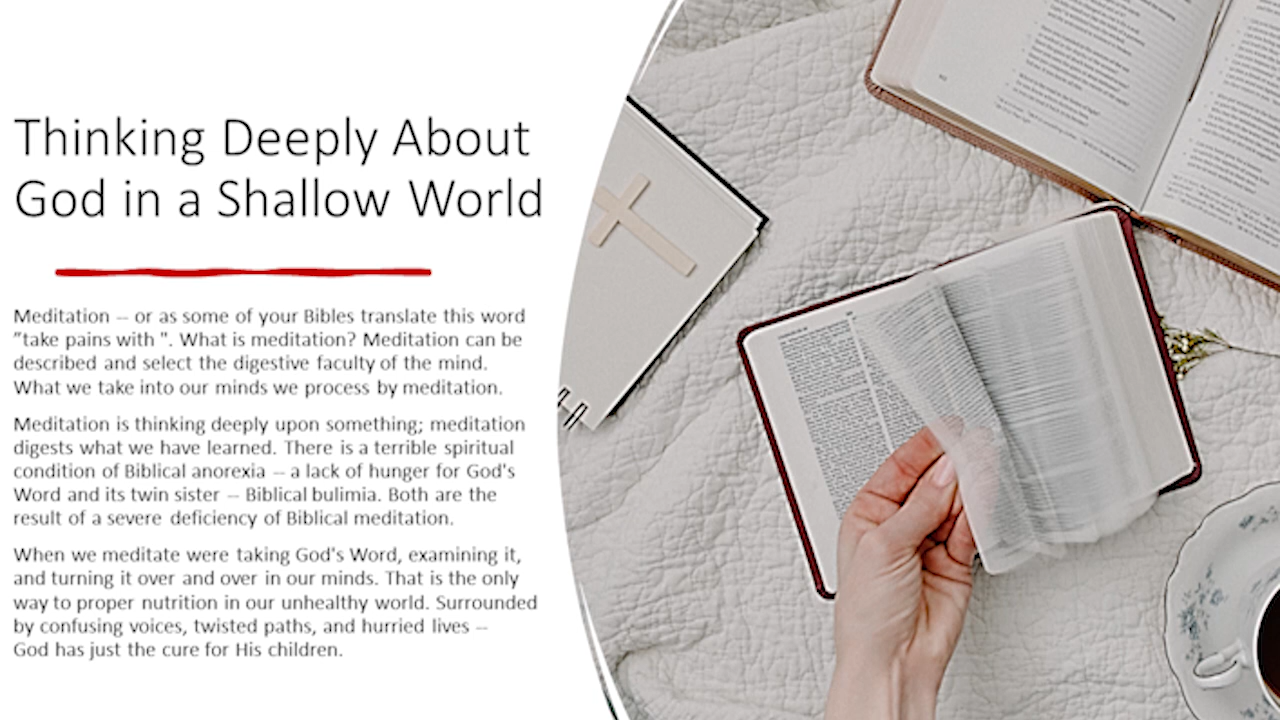 Thinking Deeply About
God in a Shallow World
Meditation – or as some of your Bibles translate this word
"take pains with ". What is meditation? Meditation can be
described and select the digestive faculty of the mind.
What we take into our minds we process by meditation.
Meditation is thinking deeply upon something; meditation
digests what we have learned. There is a terrible spiritual
condition of Biblical anorexia – a lack of hunger for God's
Word and its twin sister – Biblical bulimia. Both are the
result of a severe deficiency of Biblical meditation.
When we meditate were taking God's Word, examining it,
and turning it over and over in our minds. That is the only
way to proper nutrition in our unhealthy world. Surrounded
by confusing voices, twisted paths, and hurried lives –
God has just the cure for His children.